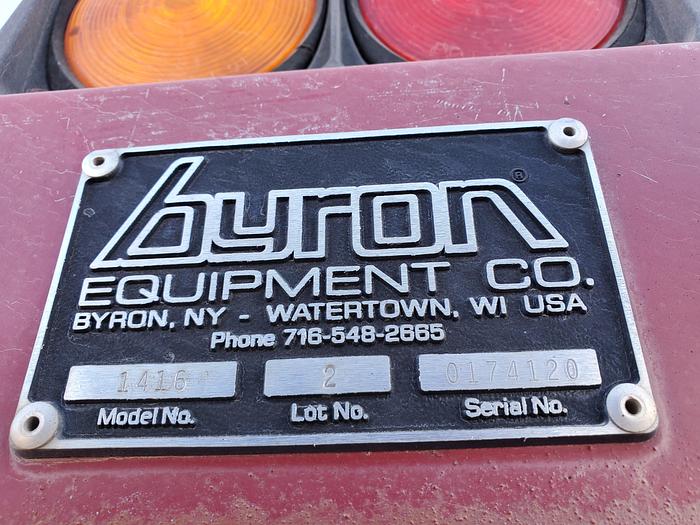 byron ®
EQUIPMENT CO.
BYRON, NY - WATERTOWN, WI USA
Phone 716-548-2665
1416 2 0174120
Model No. Lot No. Serial No.